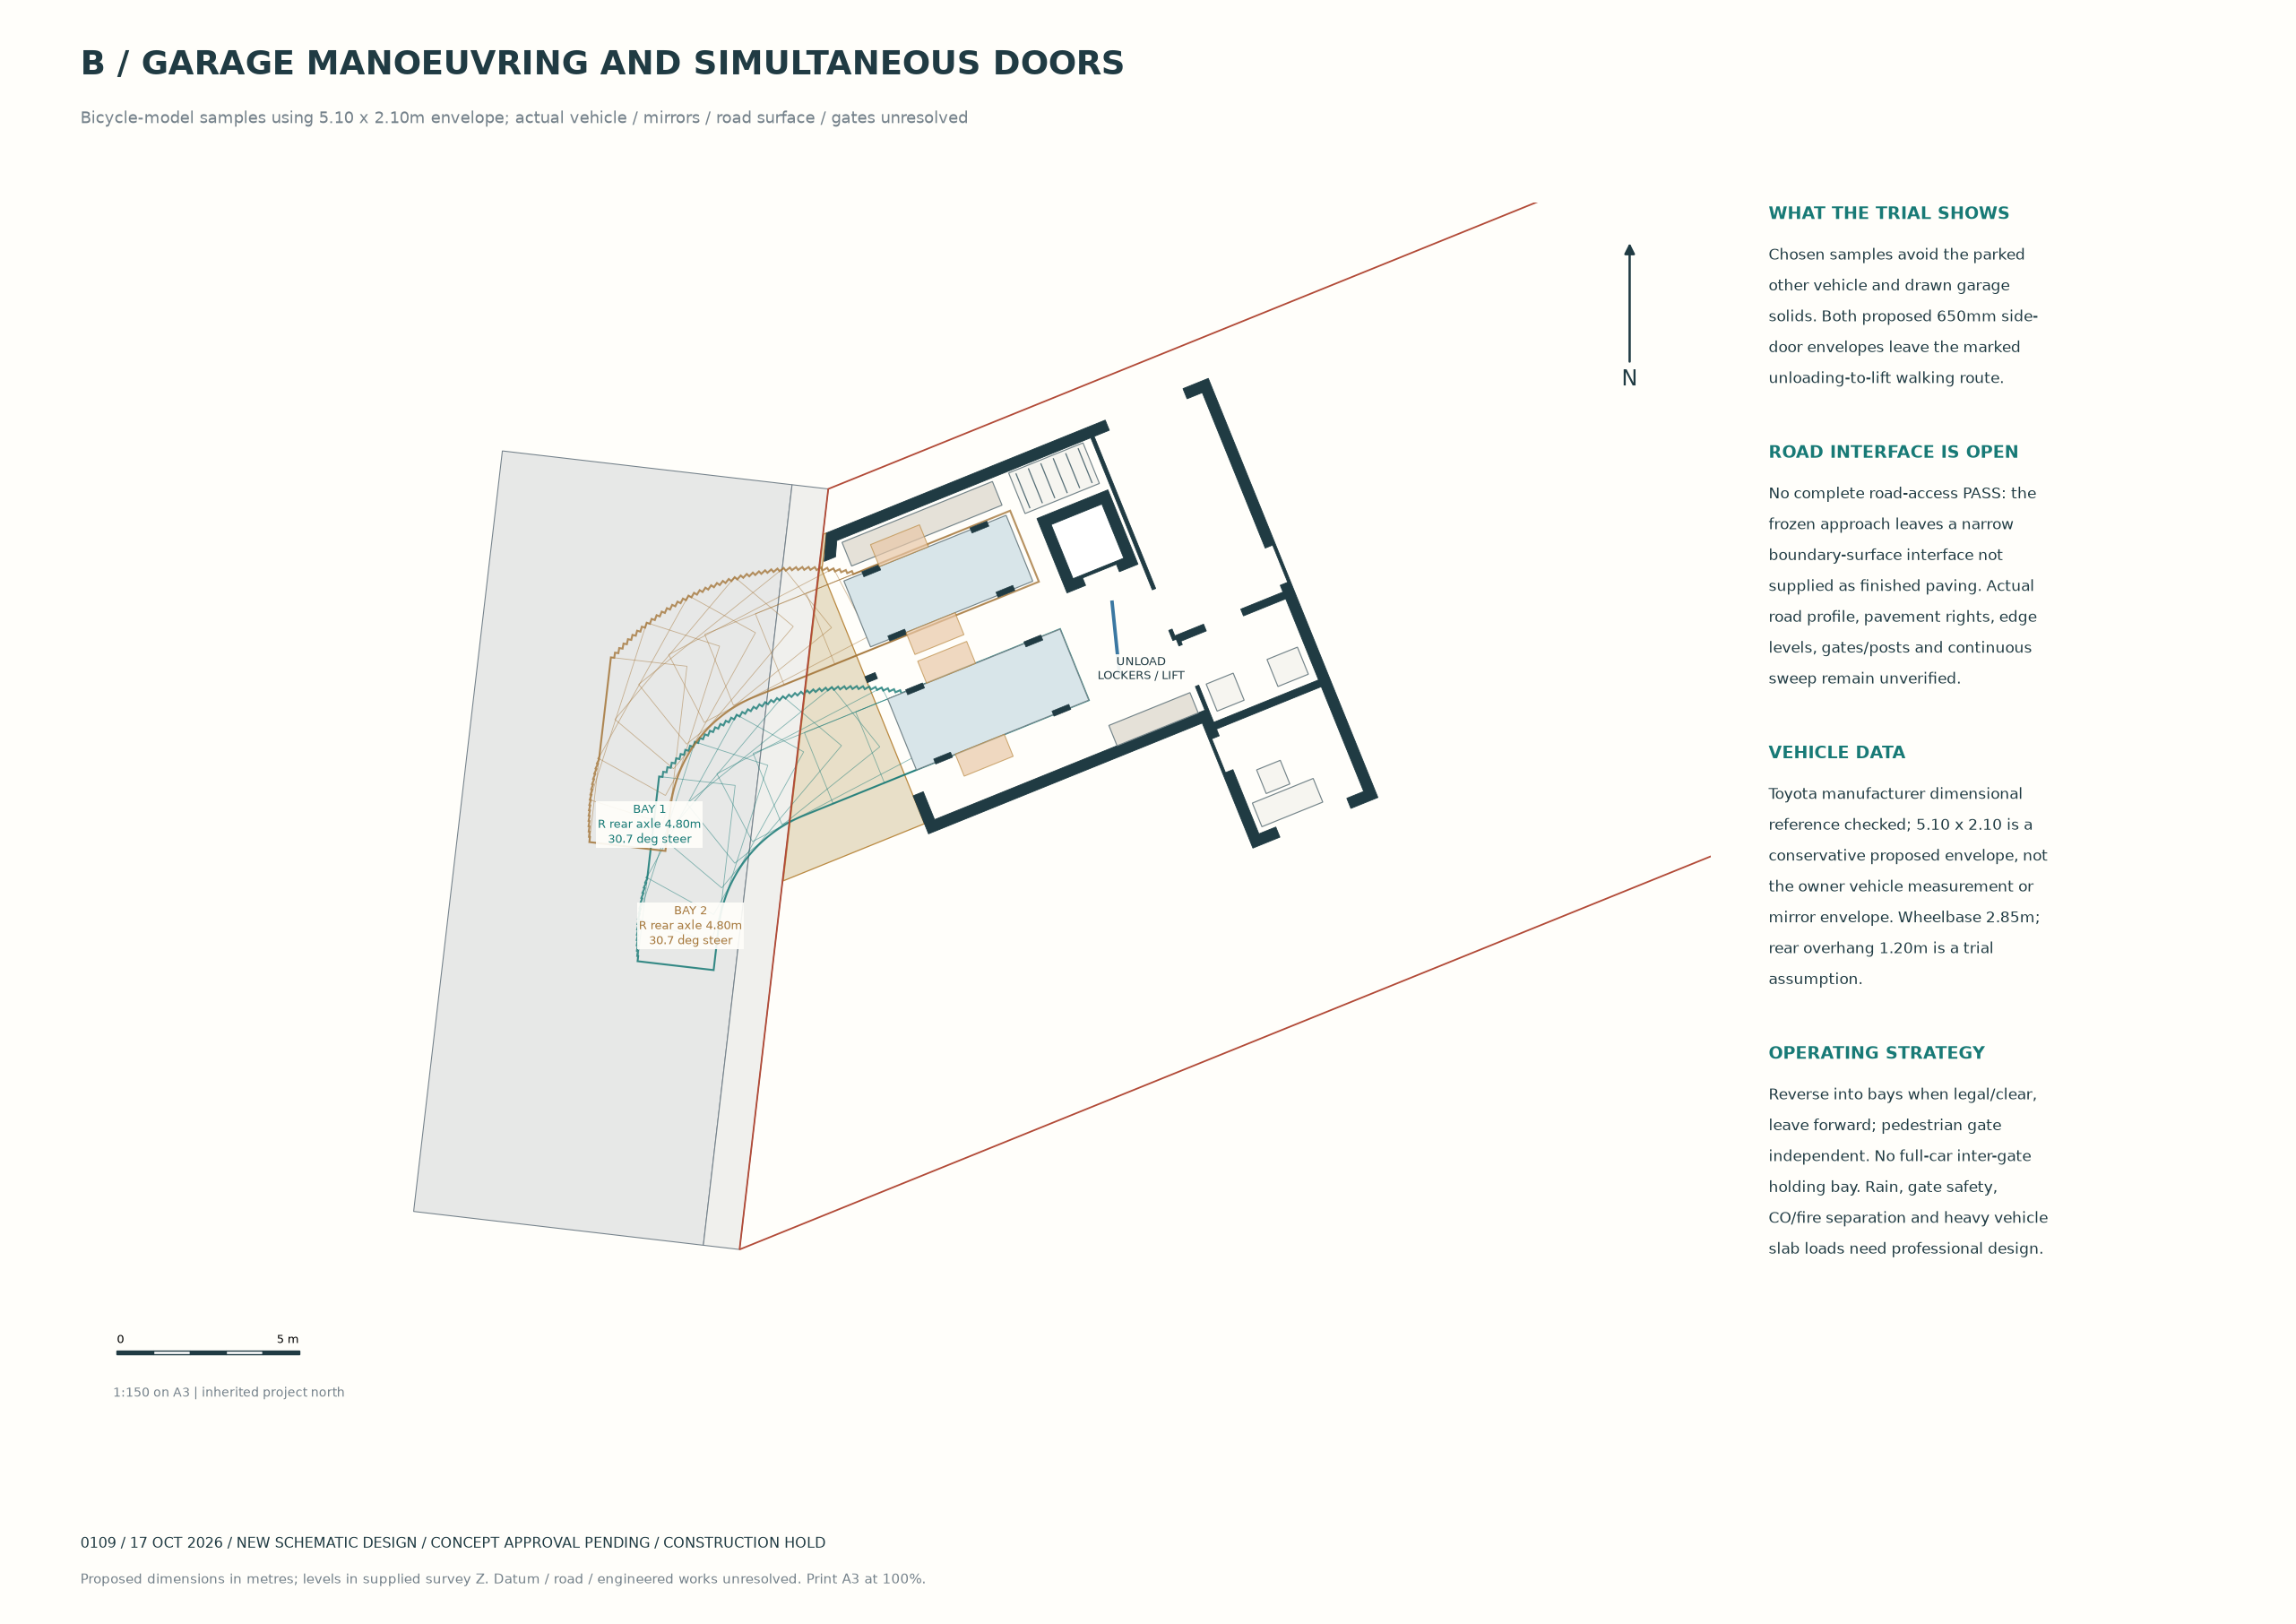 B / GARAGE MANOEUVRING AND SIMULTANEOUS DOORS
Bicycle-model samples using 5.10 x 2.10m envelope; actual vehicle / mirrors / road surface / gates unresolved
N
UNLOAD
LOCKERS / LIFT
BAY 1
R rear axle 4.80m
30.7 deg steer
BAY 2
R rear axle 4.80m
30.7 deg steer
WHAT THE TRIAL SHOWS
Chosen samples avoid the parked
other vehicle and drawn garage
solids. Both proposed 650mm side-
door envelopes leave the marked
unloading-to-lift walking route.
ROAD INTERFACE IS OPEN
No complete road-access PASS: the
frozen approach leaves a narrow
boundary-surface interface not
supplied as finished paving. Actual
road profile, pavement rights, edge
levels, gates/posts and continuous
sweep remain unverified.
VEHICLE DATA
Toyota manufacturer dimensional
reference checked; 5.10 x 2.10 is a
conservative proposed envelope, not
the owner vehicle measurement or
mirror envelope. Wheelbase 2.85m;
rear overhang 1.20m is a trial
assumption.
OPERATING STRATEGY
Reverse into bays when legal/clear,
leave forward; pedestrian gate
independent. No full-car inter-gate
holding bay. Rain, gate safety,
CO/fire separation and heavy vehicle
slab loads need professional design.
0 5 m
1:150 on A3 | inherited project north
0109 / 17 OCT 2026 / NEW SCHEMATIC DESIGN / CONCEPT APPROVAL PENDING / CONSTRUCTION HOLD
Proposed dimensions in metres; levels in supplied survey Z. Datum / road / engineered works unresolved. Print A3 at 100%.